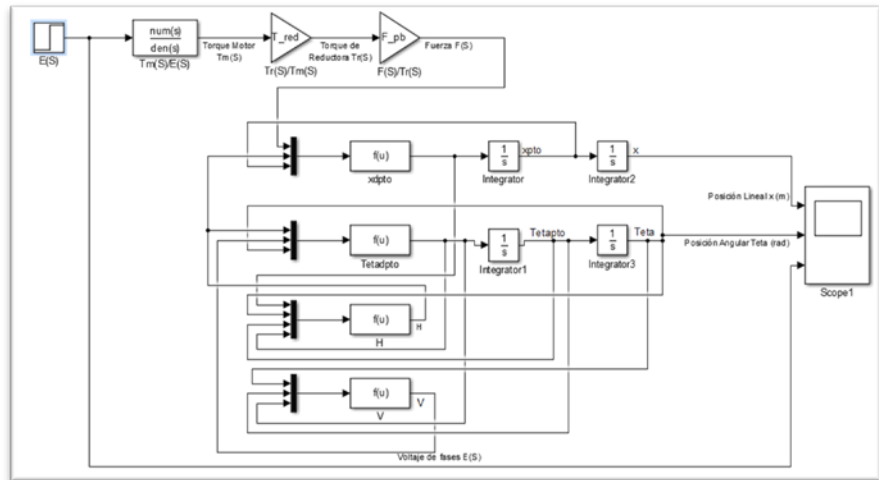 E(S)
num(s)
den(s)
Tm(S)/E(S)
Torque Motor
Tm(S)
T_red
Tr(S)/Tm(S)
Torque de
Reductora Tr(S)
F_pb
F(S)/Tr(S)
Fuerza F(S)
f(u)
xdpto
1
s
Integrator
xpto
1
s
Integrator2
x
Posición Lineal x (m)
f(u)
Tetadpto
1
s
Integrator1
Tetapto
1
s
Integrator3
Teta
Posición Angular Teta (rad)
Scope1
f(u)
H
H
f(u)
V
V
Voltaje de fases E(S)